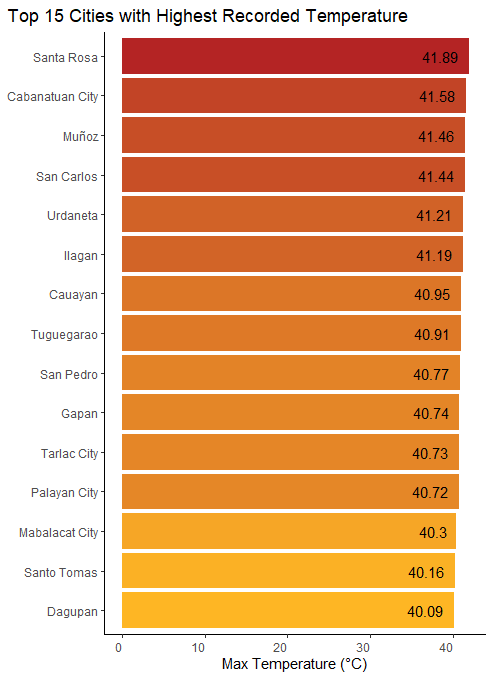 Top 15 Cities with Highest Recorded Temperature
Santa Rosa 41.89
Cabanatuan City 41.58
Muñoz 41.46
San Carlos 41.44
Urdaneta 41.21
Ilagan 41.19
Cauayan 40.95
Tuguegarao 40.91
San Pedro 40.77
Gapan 40.74
Tarlac City 40.73
Palayan City 40.72
Mabalacat City 40.3
Santo Tomas 40.16
Dagupan 40.09
0 10 20 30 40
Max Temperature (°C)